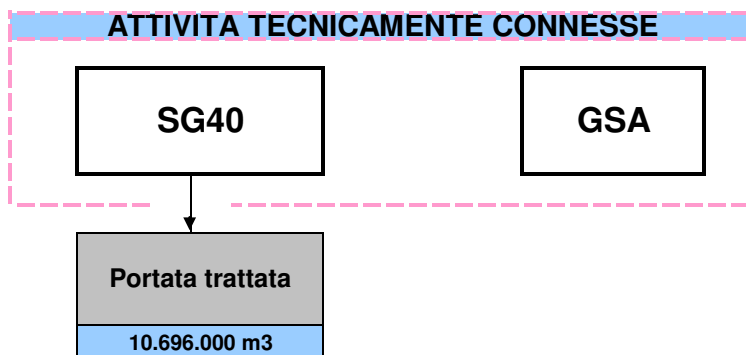 ATTIVITA TECNICAMENTE CONNESSE
SG40
GSA
Portata trattata
10.696.000 m3